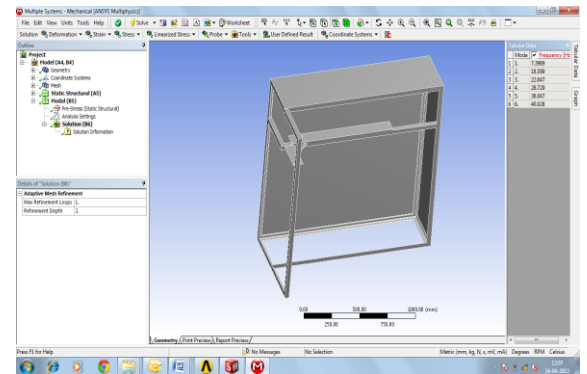 Multiple Systems - Mechanical [ANSYS Multiphysics]
File Edit View Units Tools Help Solve Worksheet
Solution Deformation Strain Stress Linearized Stress Probe Tools User Defined Result Coordinate Systems
Outline
Project
Model (A4, B4)
Geometry
Coordinate Systems
Mesh
Static Structural (A5)
Modal (B5)
Pre-Stress (Static Structural)
Analysis Settings
Solution (B6)
Solution Information
Details of "Solution (B6)"
Adaptive Mesh Refinement
Max Refinement Loops 1.
Refinement Depth 2.
0.00 500.00 1000.00 (mm)
250.00 750.00
Geometry Print Preview Report Preview
Tabular Data
Mode Frequency [Hz
1 1. 7.3969
2 2.
3 3. 22.847
4 4. 28.729
5 5.
6 6.
Tabular Data
Graph
Press F1 for Help
No Messages
No Selection
Metric (mm, kg, N, s, mV, mA) Degrees RPM Celsius